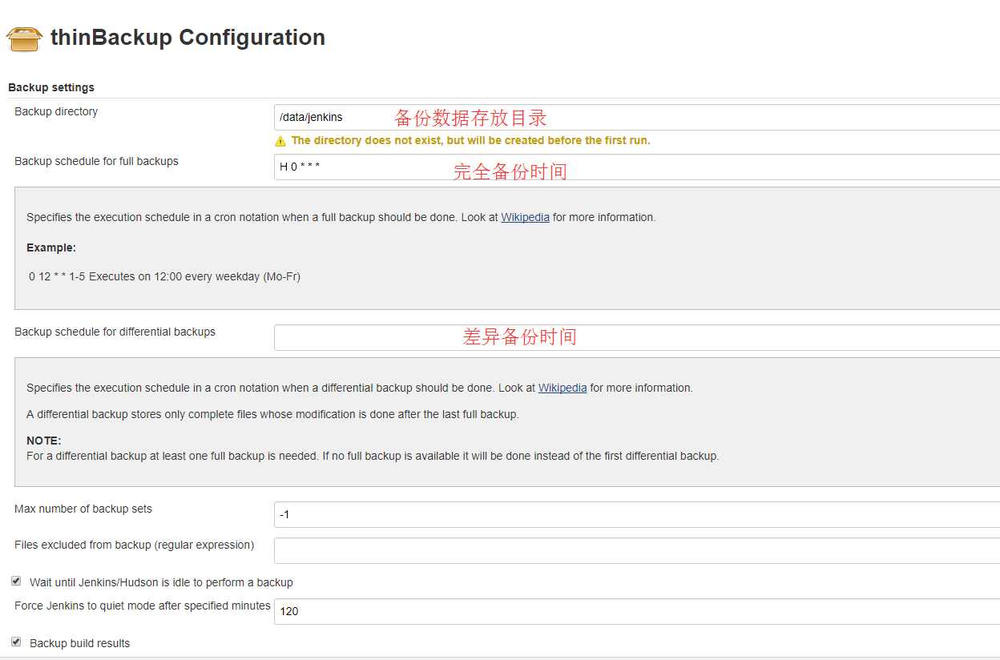 thinBackup Configuration
Backup settings
Backup directory
/data/jenkins
备份数据存放目录
The directory does not exist, but will be created before the first run.
Backup schedule for full backups
H 0 * * *
完全备份时间
Specifies the execution schedule in a cron notation when a full backup should be done. Look at Wikipedia for more information.
Example:
0 12 * * 1-5 Executes on 12:00 every weekday (Mo-Fr)
Backup schedule for differential backups
差异备份时间
Specifies the execution schedule in a cron notation when a differential backup should be done. Look at Wikipedia for more information.
A differential backup stores only complete files whose modification is done after the last full backup.
NOTE:
For a differential backup at least one full backup is needed. If no full backup is available it will be done instead of the first differential backup.
Max number of backup sets
-1
Files excluded from backup (regular expression)
Wait until Jenkins/Hudson is idle to perform a backup
Force Jenkins to quiet mode after specified minutes
120
Backup build results